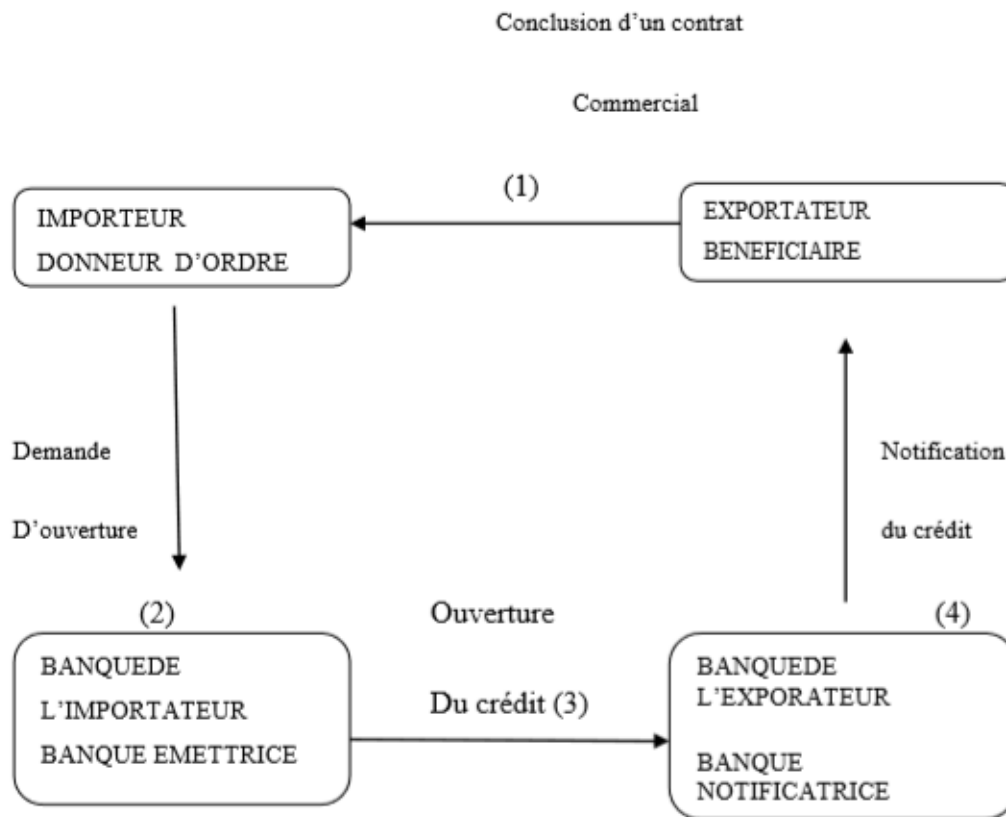 Conclusion d'un contrat
Commercial
(1)
IMPORTEUR
DONNEUR D'ORDRE
EXPORTATEUR
BENEFICIAIRE
Demande
D'ouverture
(2)
Notification
du crédit
(4)
Ouverture
Du crédit (3)
BANQUEDE
L'IMPORTATEUR
BANQUE EMETTRICE
BANQUEDE
L'EXPORATEUR
BANQUE
NOTIFICATRICE